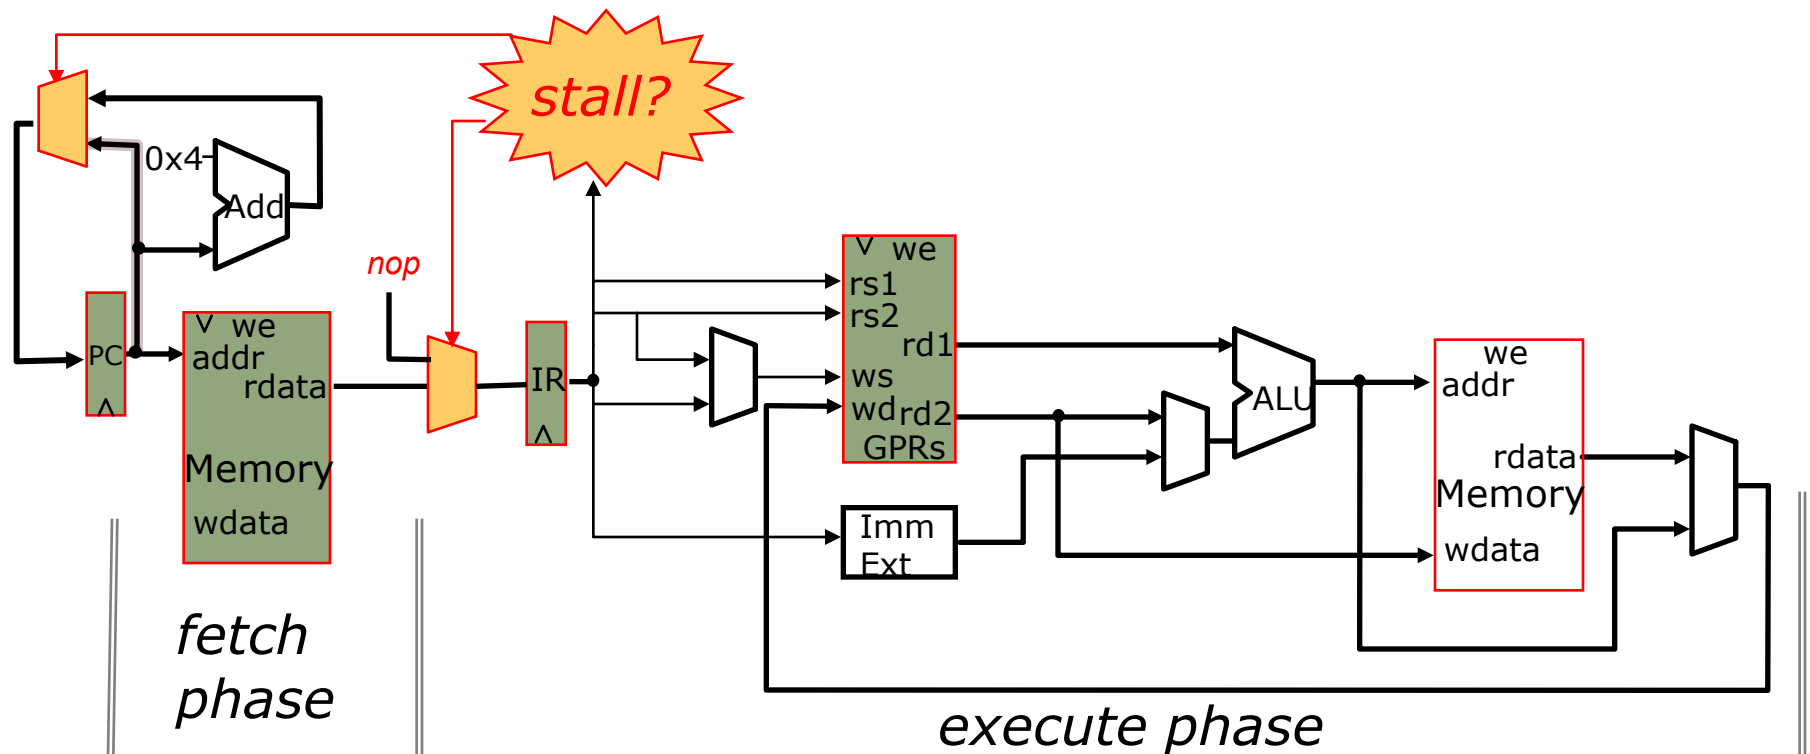 stall?
0x4
Add
nop
PC
we
addr
rdata
Memory
wdata
IR
we
rs1
rs2
rd1
ws
wd rd2
GPRs
Imm
Ext
ALU
we
addr
rdata
Memory
wdata
fetch
phase
execute phase